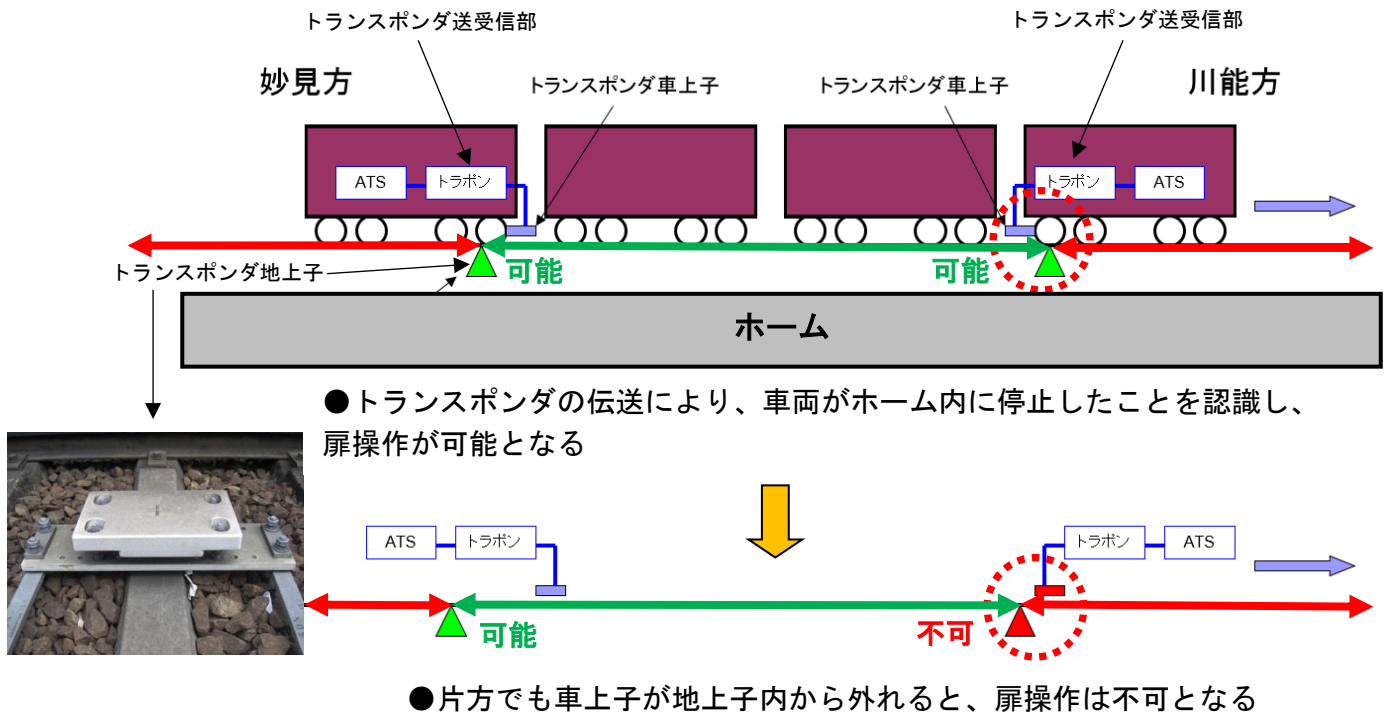 トランスポンダ送受信部
トランスポンダ送受信部
妙見方
トランスポンダ車上子
トランスポンダ車上子
川能方
ATS
トラポン
トラポン
ATS
トランスポンダ地上子
可能
可能
ホーム
●トランスポンダの伝送により、車両がホーム内に停止したことを認識し、
扉操作が可能となる
ATS
トラポン
トラポン
ATS
可能
不可
●片方でも車上子が地上子内から外れると、扉操作は不可となる